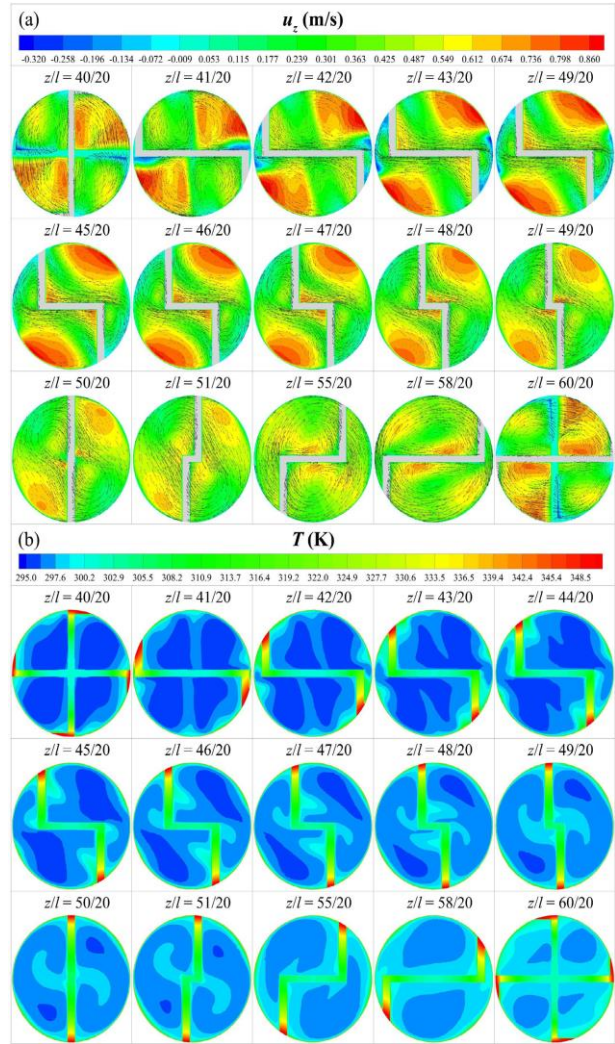 (a) u_z (m/s)
-0.320 -0.258 -0.196 -0.134 -0.072 -0.009 0.053 0.115 0.177 0.239 0.301 0.363 0.425 0.487 0.549 0.612 0.674 0.736 0.798 0.860
z/l = 40/20 z/l = 41/20 z/l = 42/20 z/l = 43/20 z/l = 49/20
z/l = 45/20 z/l = 46/20 z/l = 47/20 z/l = 48/20 z/l = 49/20
z/l = 50/20 z/l = 51/20 z/l = 55/20 z/l = 58/20 z/l = 60/20
(b) T (K)
295.0 297.6 300.2 302.9 305.5 308.2 310.9 313.7 316.4 319.2 322.0 324.9 327.7 330.6 333.5 336.5 339.4 342.4 345.4 348.5
z/l = 40/20 z/l = 41/20 z/l = 42/20 z/l = 43/20 z/l = 44/20
z/l = 45/20 z/l = 46/20 z/l = 47/20 z/l = 48/20 z/l = 49/20
z/l = 50/20 z/l = 51/20 z/l = 55/20 z/l = 58/20 z/l = 60/20